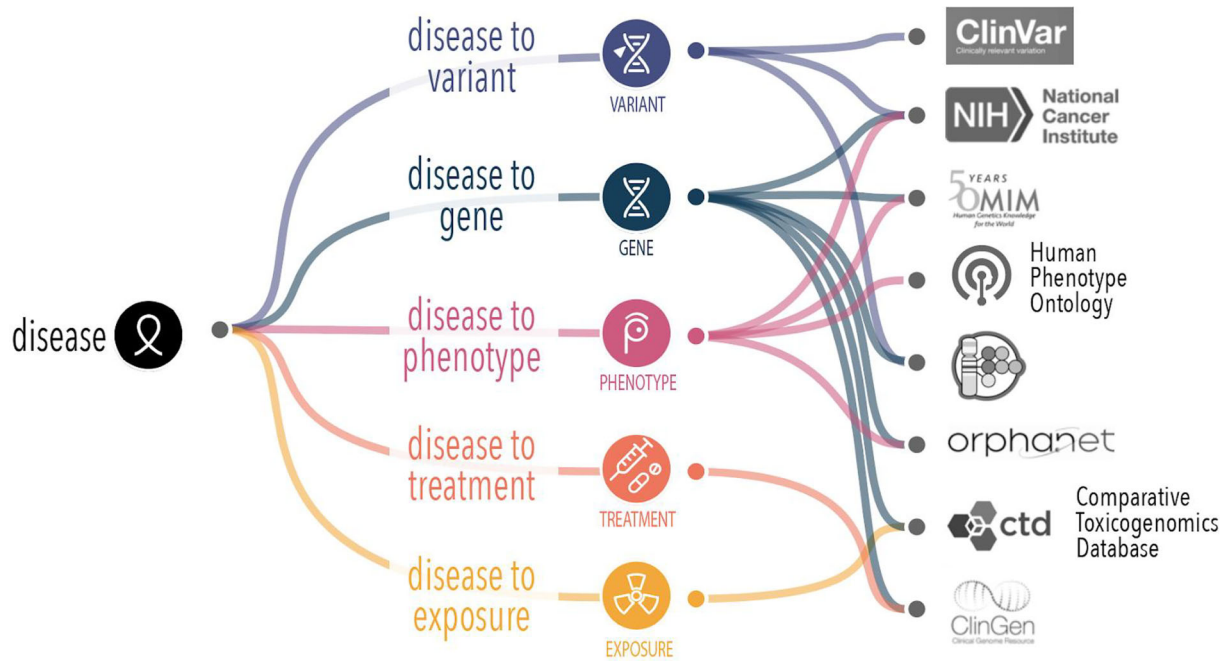 disease
disease to
variant
VARIANT
disease to
gene
GENE
disease to
phenotype
PHENOTYPE
disease to
treatment
TREATMENT
disease to
exposure
EXPOSURE
ClinVar
Clinically relevant variation
NIH
National
Cancer
Institute
50 YEARS
OMIM
Human Genetics Knowledge
for the World
Human
Phenotype
Ontology
orphanet
ctd
Comparative
Toxicogenomics
Database
ClinGen
Clinical Genome Resource